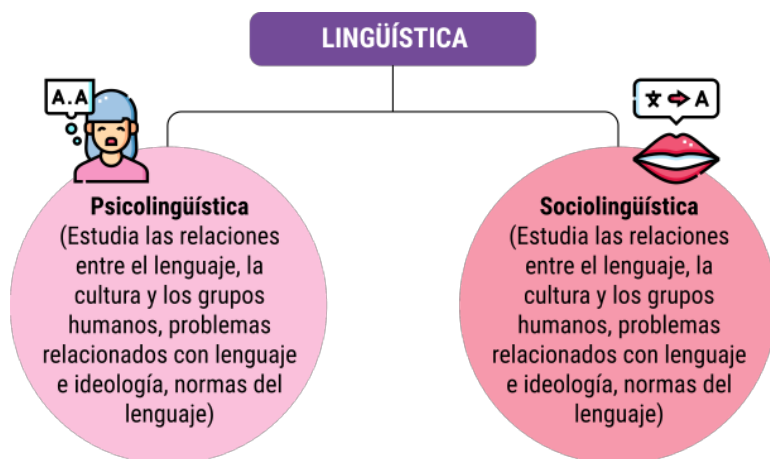 LINGÜÍSTICA
A.A
文 A
Psicolingüística
(Estudia las relaciones
entre el lenguaje, la
cultura y los grupos
humanos, problemas
relacionados con lenguaje
e ideología, normas del
lenguaje)
Sociolingüística
(Estudia las relaciones
entre el lenguaje, la
cultura y los grupos
humanos, problemas
relacionados con lenguaje
e ideología, normas del
lenguaje)